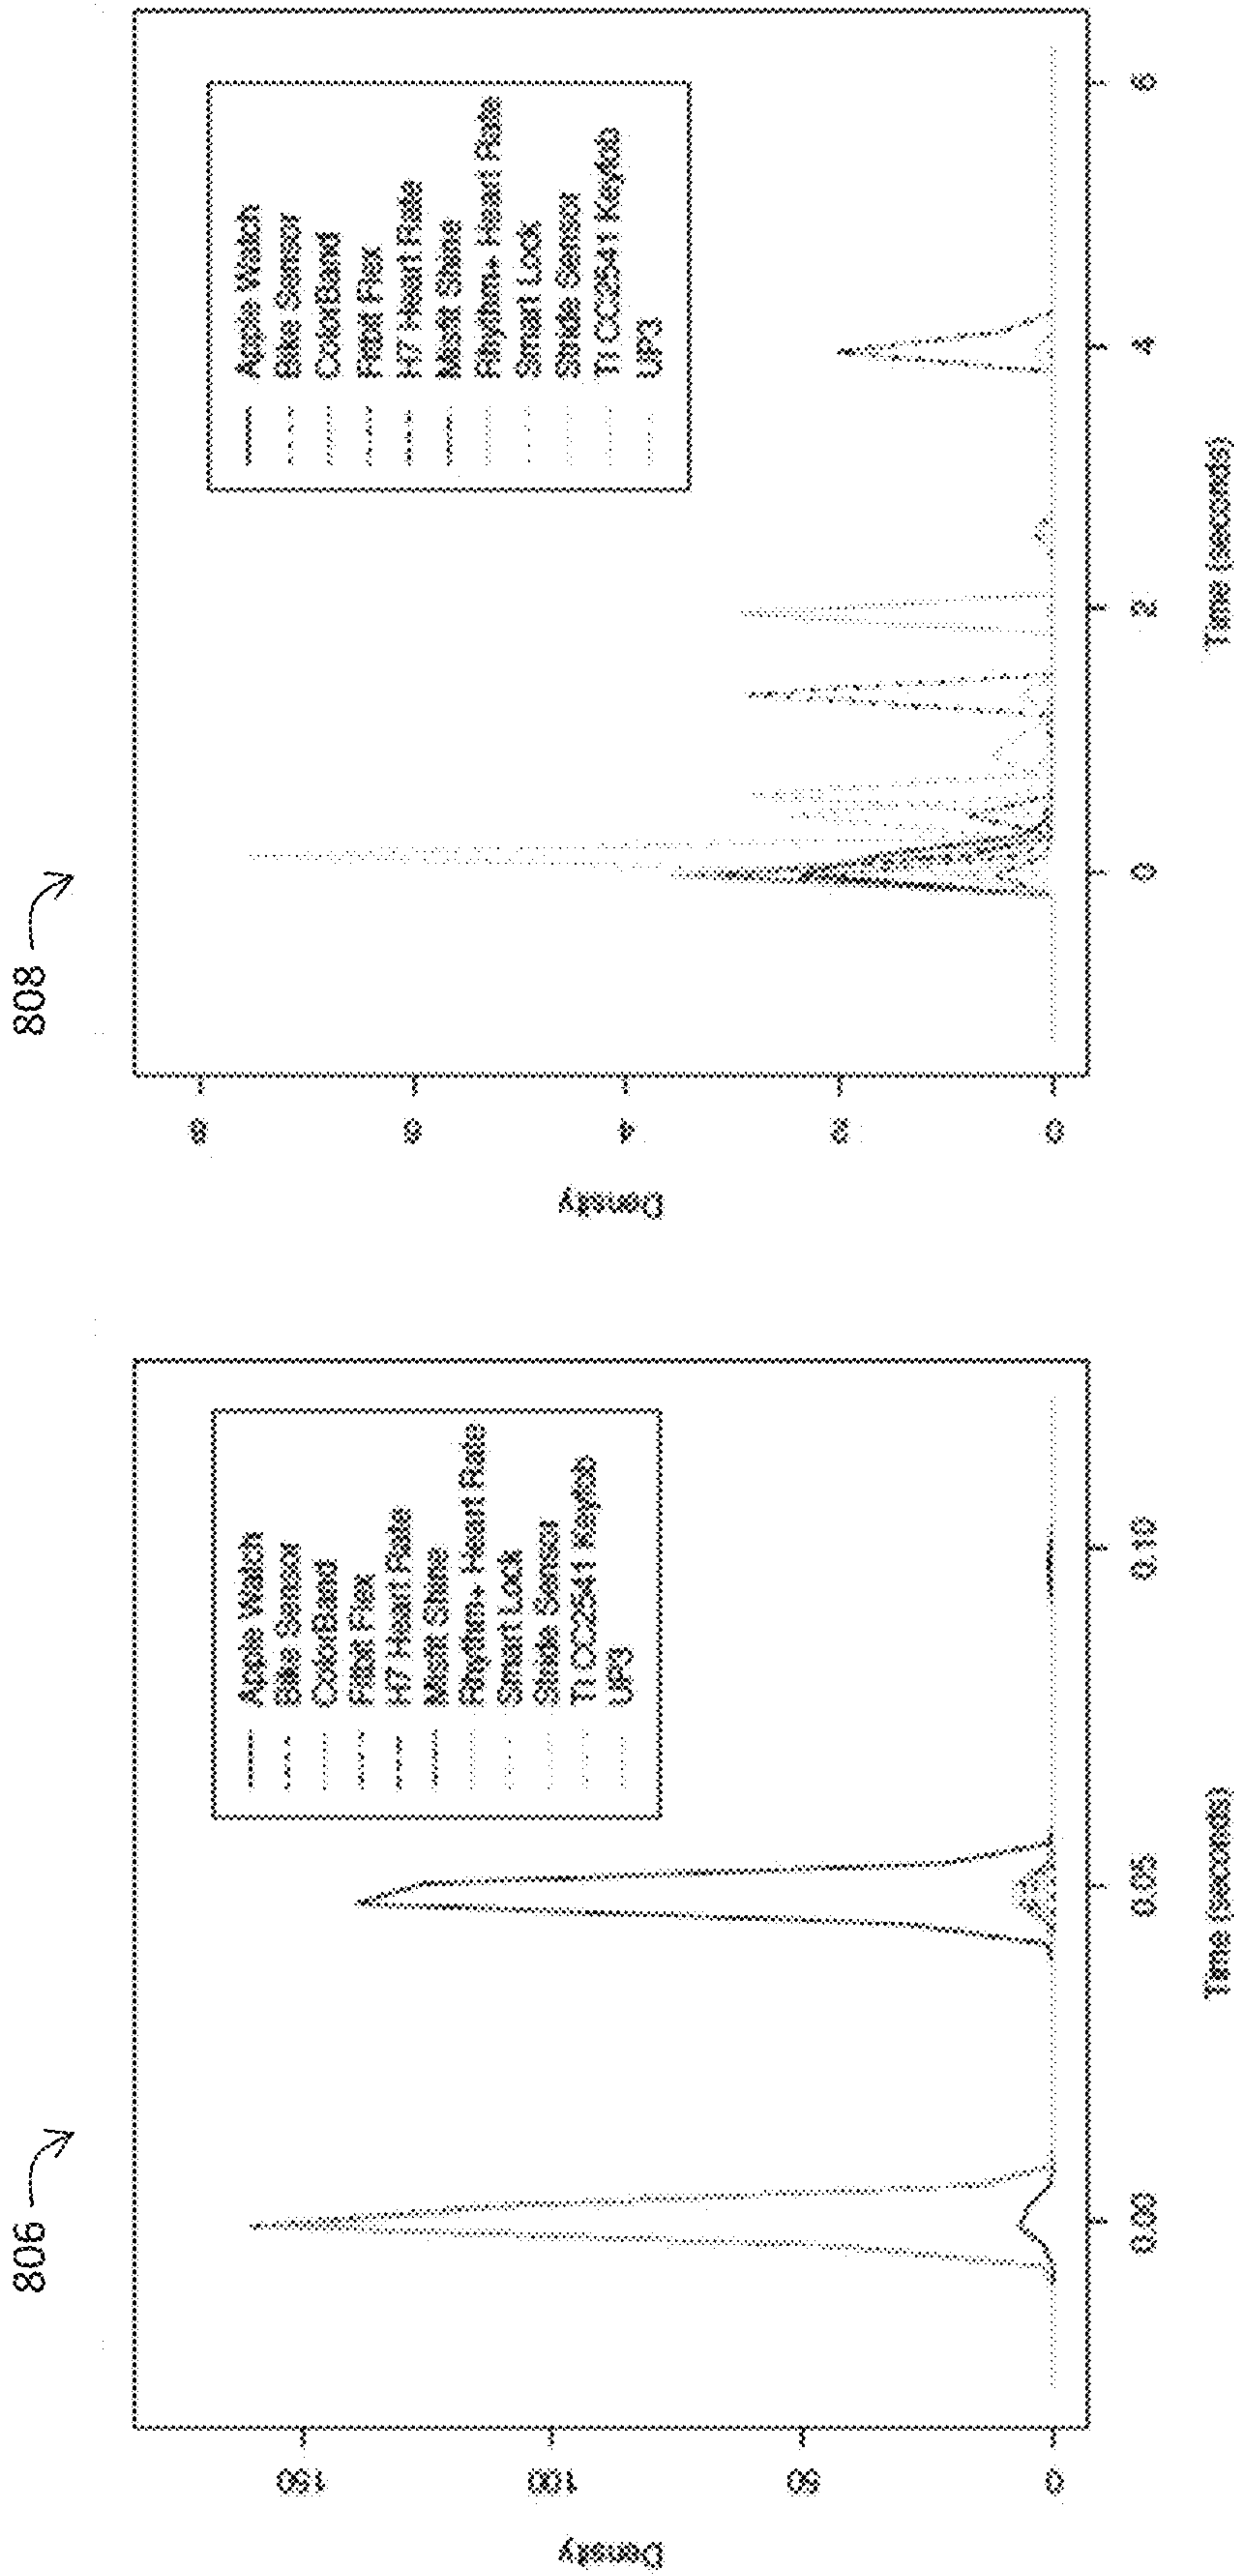 806
Density
150
100
50
0
Apple Watch
Bike Sensor
ColorBand
Fitbit Flex
H7 Heart Rate
Misfit Shine
Rhythm+ Heart Rate
Smart Lock
Stride Sensor
TI CC2541 Keyfob
UP3
0.00
0.05
0.10
Time (seconds)
808
Density
8
6
4
2
0
Apple Watch
Bike Sensor
ColorBand
Fitbit Flex
H7 Heart Rate
Misfit Shine
Rhythm+ Heart Rate
Smart Lock
Stride Sensor
TI CC2541 Keyfob
UP3
0
2
4
6
Time (seconds)